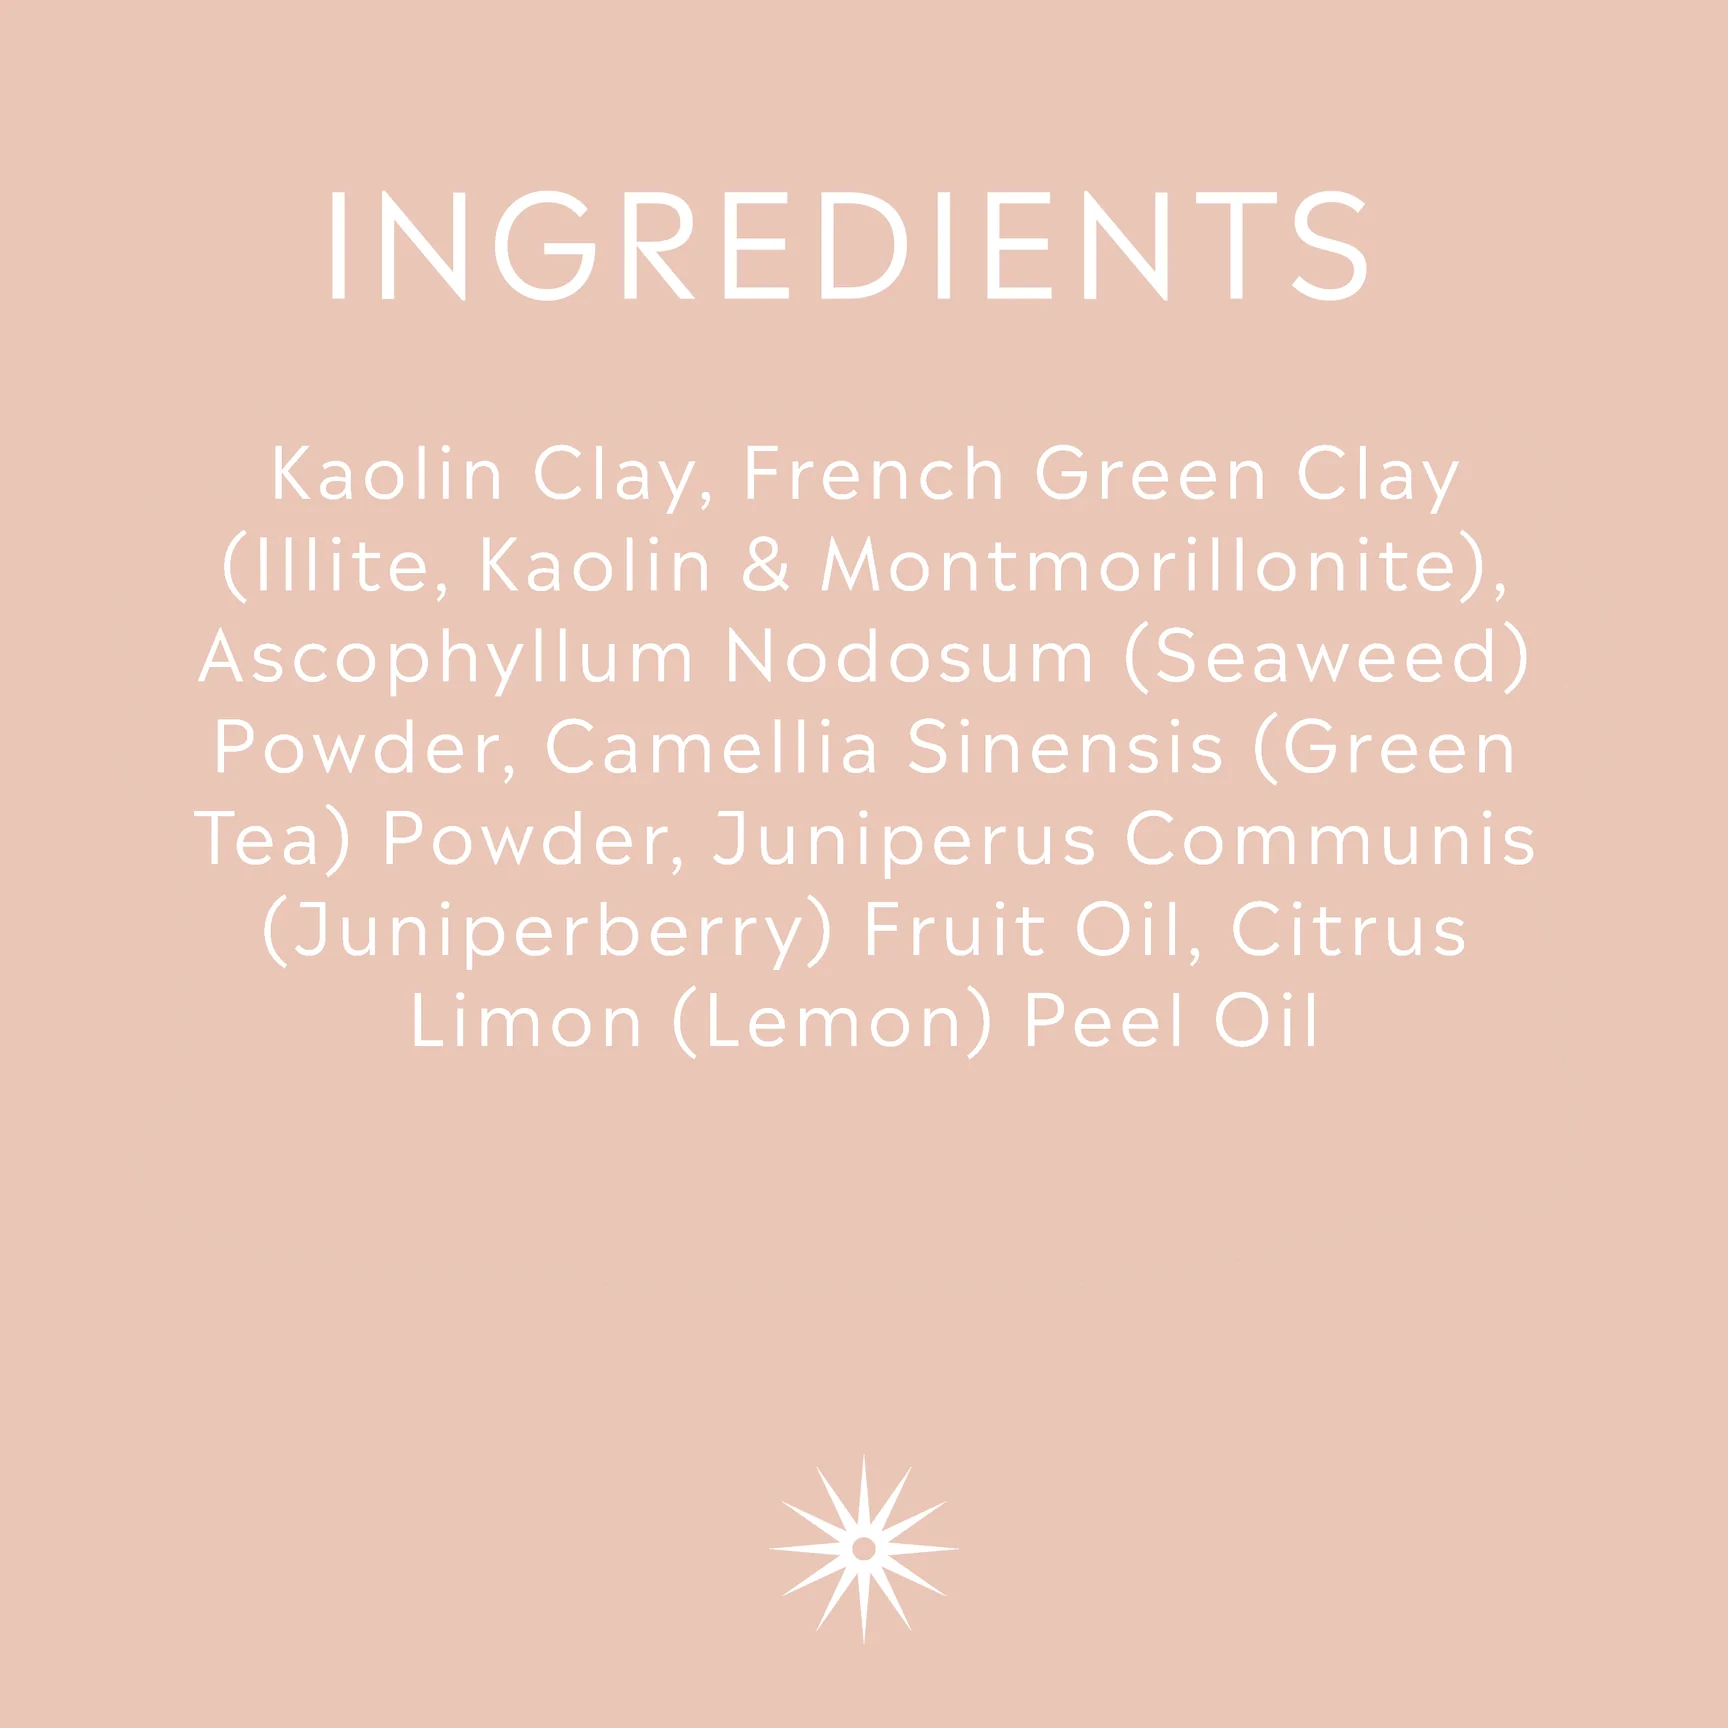 INGREDIENTS
Kaolin Clay, French Green Clay
(Illite, Kaolin & Montmorillonite),
Ascophyllum Nodosum (Seaweed)
Powder, Camellia Sinensis (Green
Tea) Powder, Juniperus Communis
(Juniperberry) Fruit Oil, Citrus
Limon (Lemon) Peel Oil